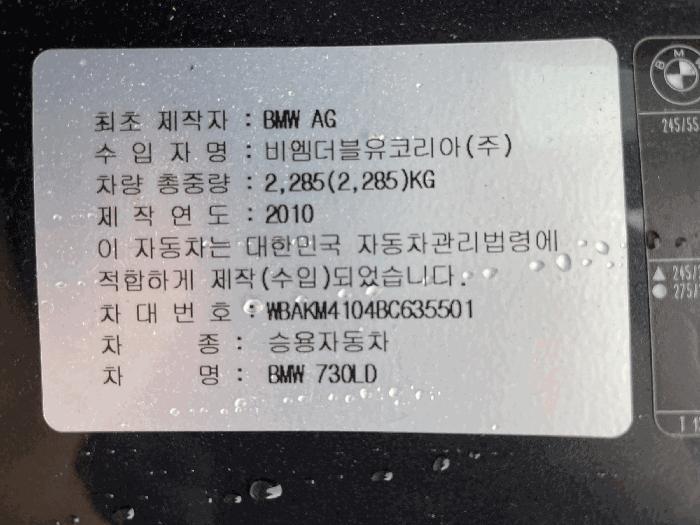 최초 제작자 : BMW AG
수 입 자 명 : 비엠더블유코리아(주)
차량 총중량 : 2,285(2,285)KG
제 작 연 도 : 2010
이 자동차는 대한민국 자동차관리법령에
적합하게 제작(수입)되었습니다.
차 대 번 호 : WBAKM4104BC635501
차 종 : 승용자동차
차 명 : BMW 730LD
BM
245/55